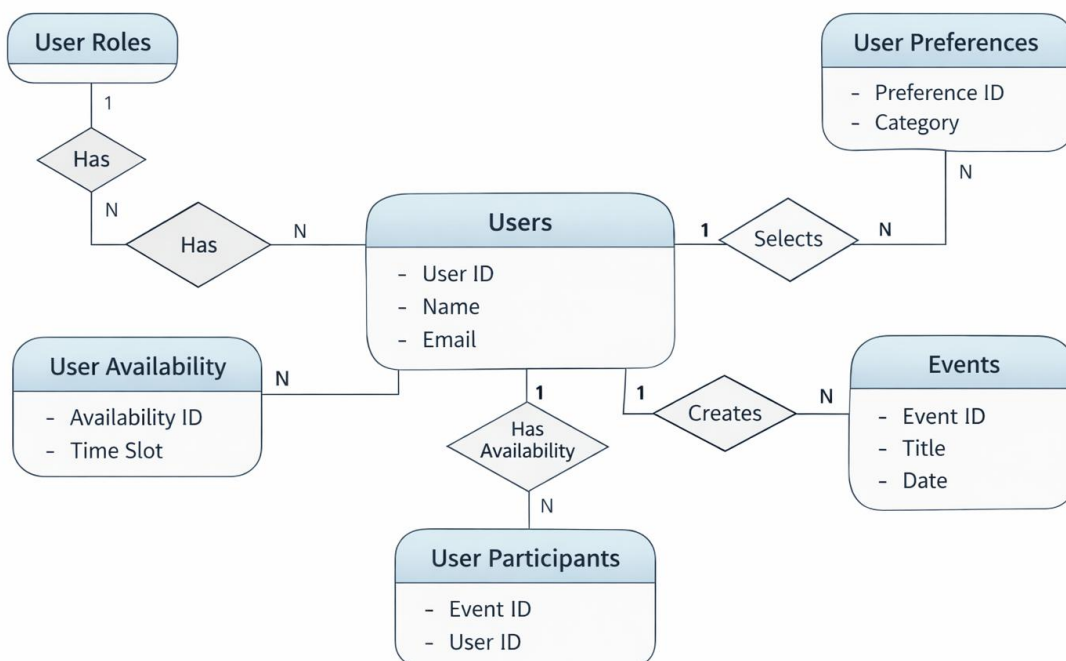 User Roles
1
Has
N
Has
N
Users
- User ID
- Name
- Email
1
Selects
N
N
User Preferences
- Preference ID
- Category
User Availability
- Availability ID
- Time Slot
N
1
Has
Availability
N
User Participants
- Event ID
- User ID
1
Creates
N
Events
- Event ID
- Title
- Date